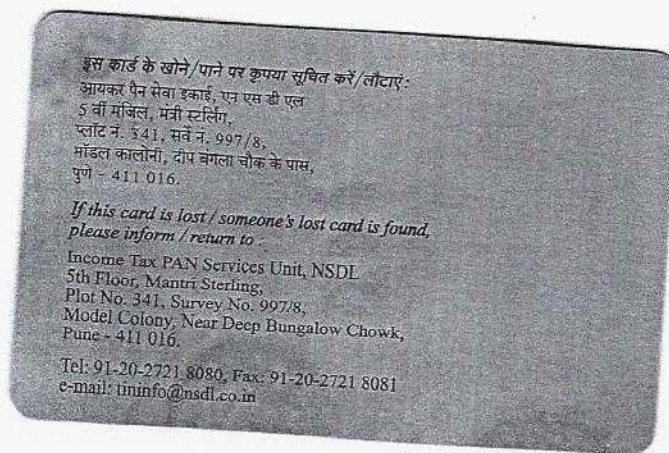 इस कार्ड के खोने/पाने पर कृपया सूचित करें/लौटाएं :
आयकर पैन सेवा इकाई, एन एस डी एल
5 वीं मंजिल, मंत्री स्टर्लिंग,
प्लॉट नं. 341, सर्वे नं. 997/8,
मॉडल कालोनी, दीप बंगला चौक के पास,
पुणे - 411 016.
If this card is lost / someone's lost card is found,
please inform / return to :
Income Tax PAN Services Unit, NSDL
5th Floor, Mantri Sterling,
Plot No. 341, Survey No. 997/8,
Model Colony, Near Deep Bungalow Chowk,
Pune - 411 016.
Tel: 91-20-2721 8080, Fax: 91-20-2721 8081
e-mail: tininfo@nsdl.co.in